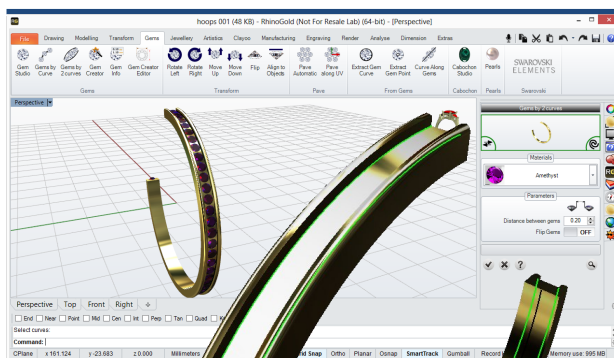 hoops 001 (48 KB) - RhinoGold (Not For Resale Lab) (64-bit) - [Perspective]
File Drawing Modelling Transform Gems Jewellery Artistics Clayoo Manufacturing Engraving Render Analyse Dimension Extras
Gem Studio Gems by Curve Gems by 2 curves Gem Creator Gem Info Gem Creator Editor Rotate Left Rotate Right Move Up Move Down Flip Align to Objects Pave Automatic Pave along UV Extract Gem Curve Extract Gem Point Curve Along Gems Cabochon Studio Pearls SWAROVSKI ELEMENTS
Gems Transform Pave From Gems Cabochon Pearls Swarovski
Perspective
Gems by 2 curves
Materials
Amethyst
Parameters
Distance between gems 0.20
Flip Gems OFF
Perspective Top Front Right
End Near Point Mid Cen Int Perp Tan Quad
Select curves:
Command:
CPlane x 161.124 y -23.683 z 0.000 Millimeters Grid Snap Ortho Planar Osnap SmartTrack Gumball Record Memory use: 995 MB